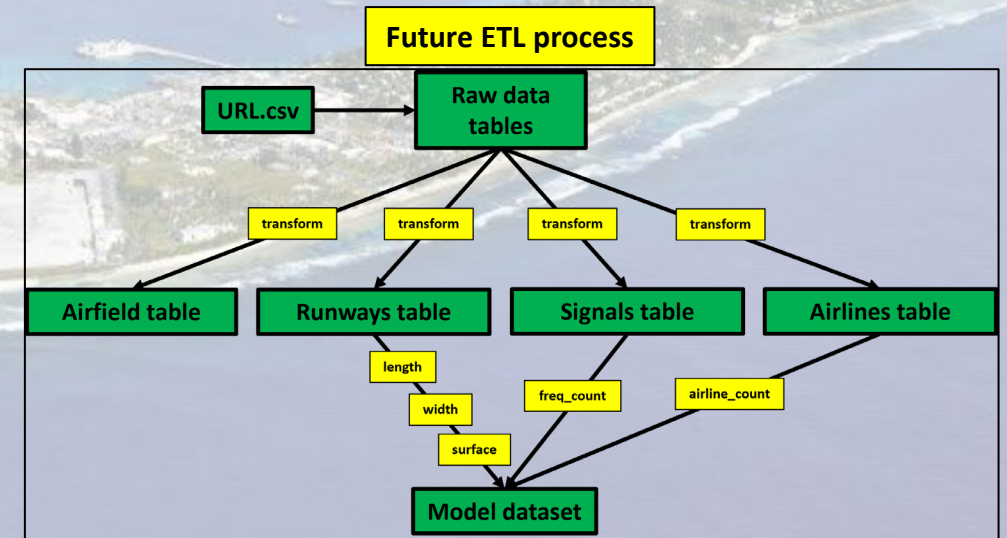 Future ETL process
URL.csv
Raw data
tables
transform
transform
transform
transform
Airfield table
Runways table
Signals table
Airlines table
length
width
surface
freq_count
airline_count
Model dataset